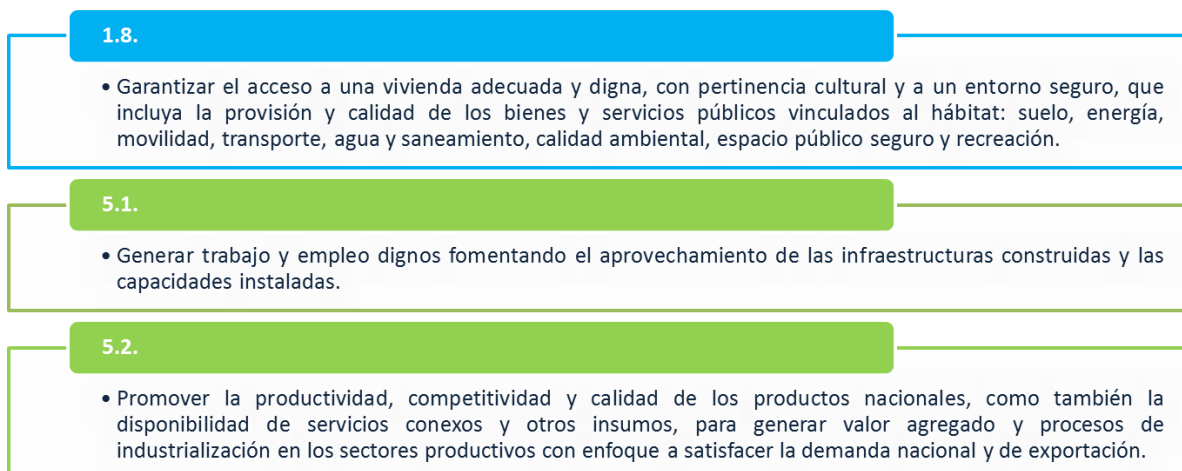 1.8.
• Garantizar el acceso a una vivienda adecuada y digna, con pertinencia cultural y a un entorno seguro, que
incluya la provisión y calidad de los bienes y servicios públicos vinculados al hábitat: suelo, energía,
movilidad, transporte, agua y saneamiento, calidad ambiental, espacio público seguro y recreación.
5.1.
• Generar trabajo y empleo dignos fomentando el aprovechamiento de las infraestructuras construidas y las
capacidades instaladas.
5.2.
• Promover la productividad, competitividad y calidad de los productos nacionales, como también la
disponibilidad de servicios conexos y otros insumos, para generar valor agregado y procesos de
industrialización en los sectores productivos con enfoque a satisfacer la demanda nacional y de exportación.